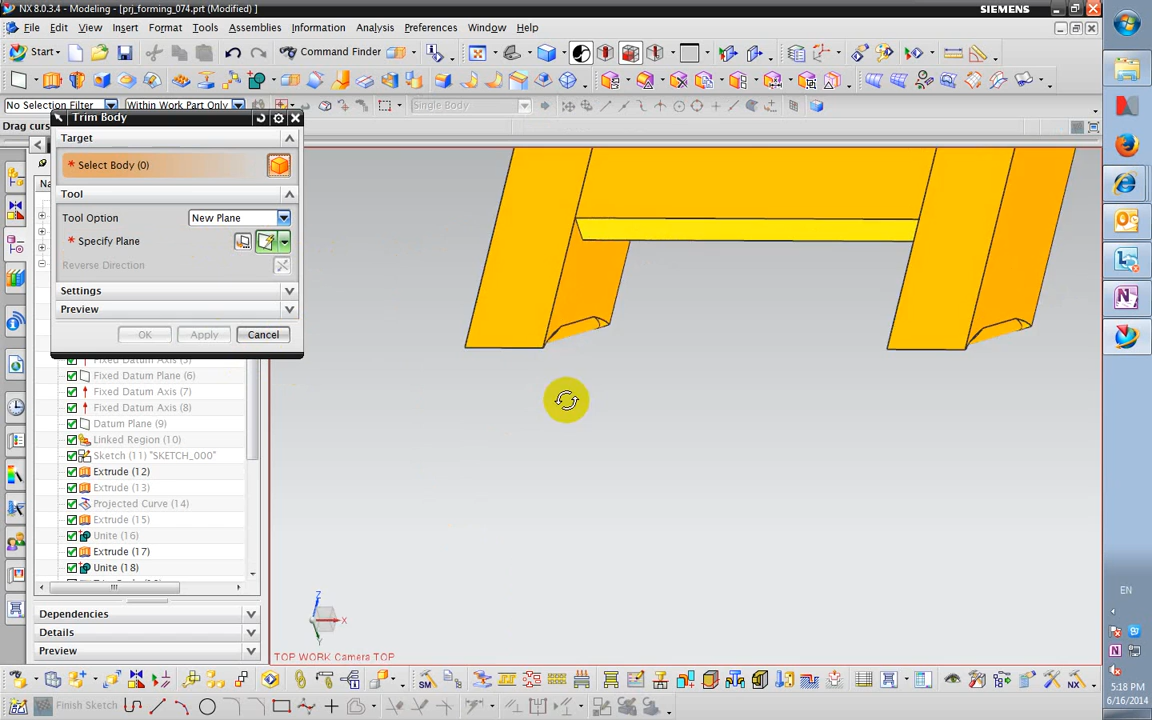 NX 8.0.3.4 - Modeling - [prj_forming_074.prt (Modified) ]
SIEMENS
File Edit View Insert Format Tools Assemblies Information Analysis Preferences Window Help
Start
Command Finder
No Selection Filter
Within Work Part Only
Single Body
Drag curs
Trim Body
Target
* Select Body (0)
Tool
Tool Option
New Plane
* Specify Plane
Reverse Direction
Settings
Preview
OK
Apply
Cancel
Na
Fixed Datum Plane (6)
Fixed Datum Axis (7)
Fixed Datum Axis (8)
Datum Plane (9)
Linked Region (10)
Sketch (11) "SKETCH_000"
Extrude (12)
Extrude (13)
Projected Curve (14)
Extrude (15)
Unite (16)
Extrude (17)
Unite (18)
Dependencies
Details
Preview
Z
X
Y
TOP WORK Camera TOP
EN
SM
NX
Finish Sketch
5:18 PM
6/16/2014